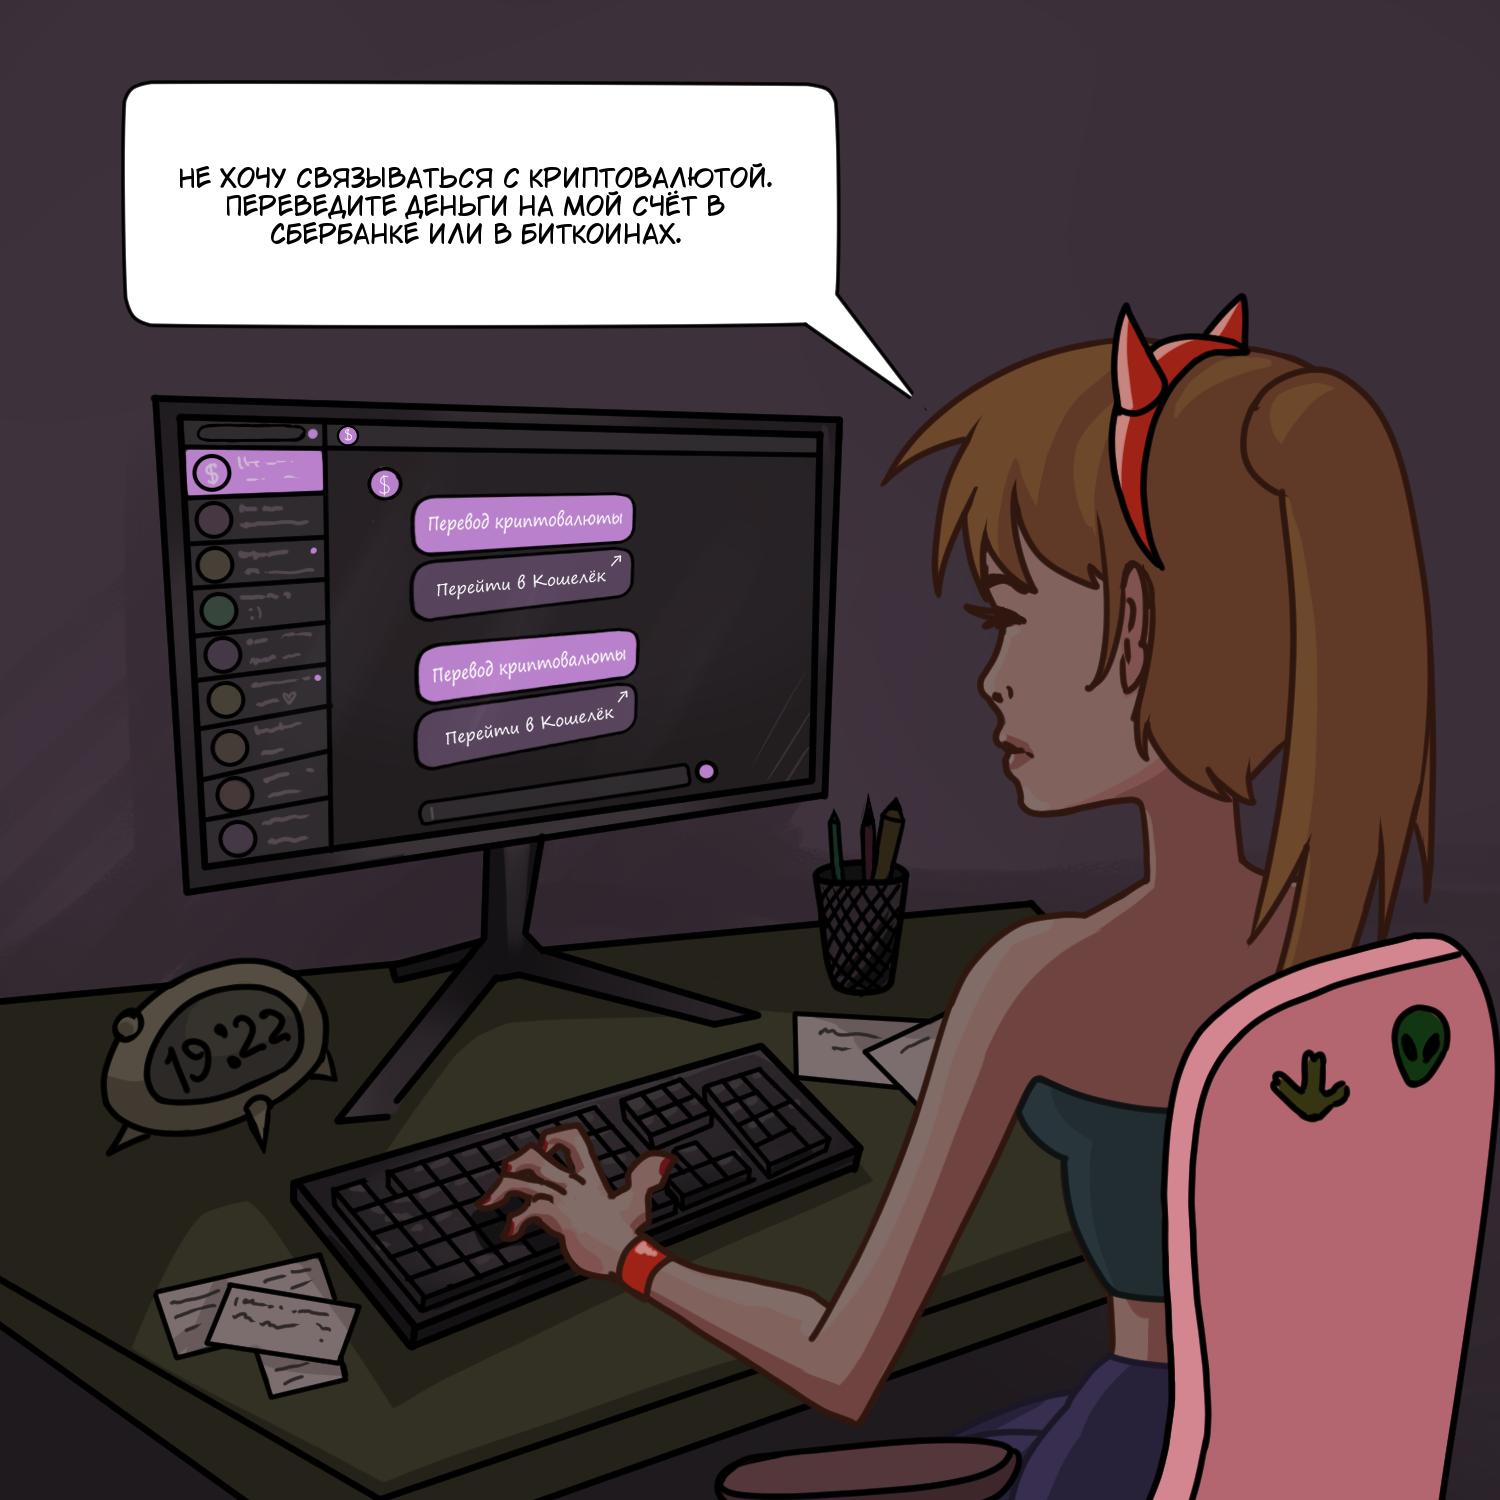 НЕ ХОЧУ СВЯЗЫВАТЬСЯ С КРИПТОВАЛЮТОЙ.
ПЕРЕВЕДИТЕ ДЕНЬГИ НА МОЙ СЧЁТ В
СБЕРБАНКЕ ИЛИ В БИТКОИНАХ.
$
$
$
Перевод криптовалюты
Перейти в Кошелёк
:)
Перевод криптовалюты
Перейти в Кошелёк
19:22